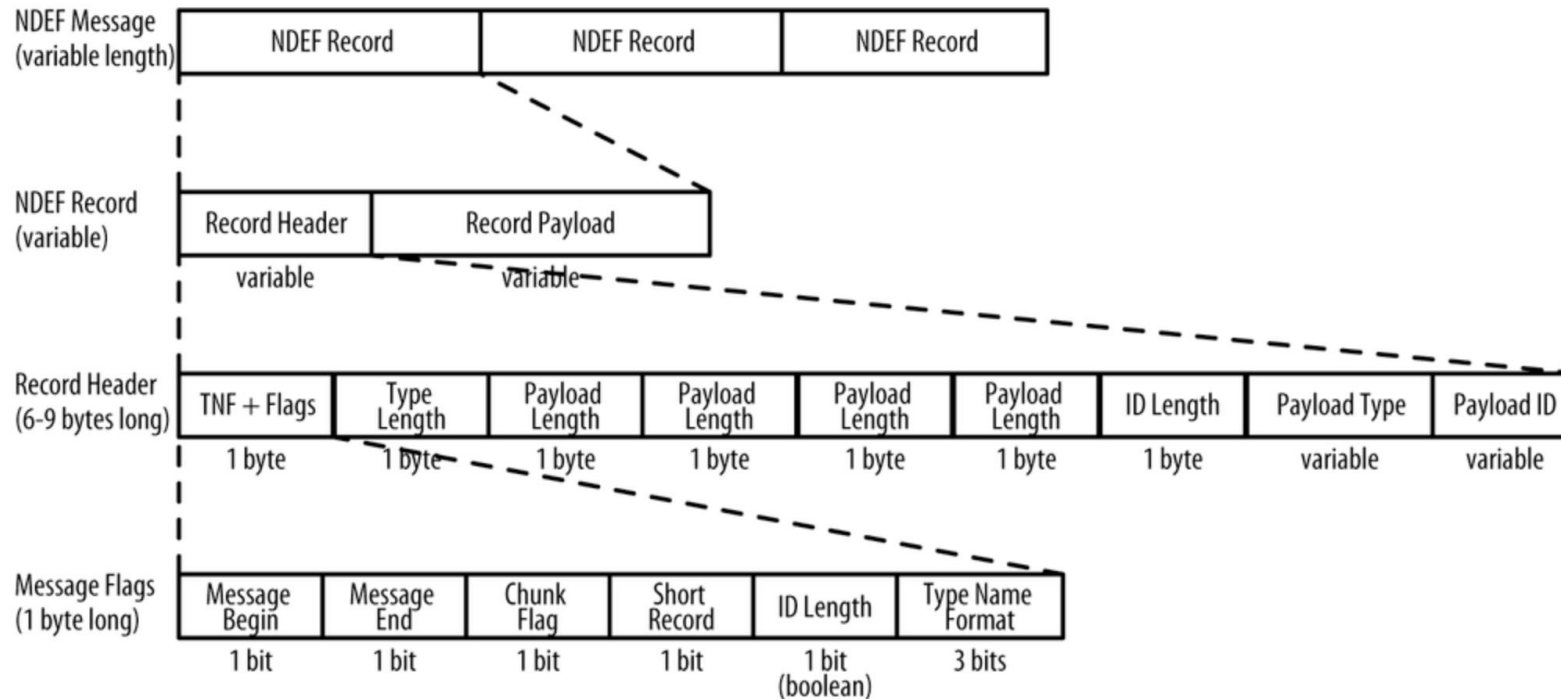 NDEF Message
(variable length)
NDEF Record
NDEF Record
NDEF Record
NDEF Record
(variable)
Record Header
Record Payload
variable
variable
Record Header
(6-9 bytes long)
TNF + Flags
Type
Length
Payload
Length
Payload
Length
Payload
Length
Payload
Length
ID Length
Payload Type
Payload ID
1 byte
1 byte
1 byte
1 byte
1 byte
1 byte
1 byte
variable
variable
Message Flags
(1 byte long)
Message
Begin
Message
End
Chunk
Flag
Short
Record
ID Length
Type Name
Format
1 bit
1 bit
1 bit
1 bit
1 bit
(boolean)
3 bits